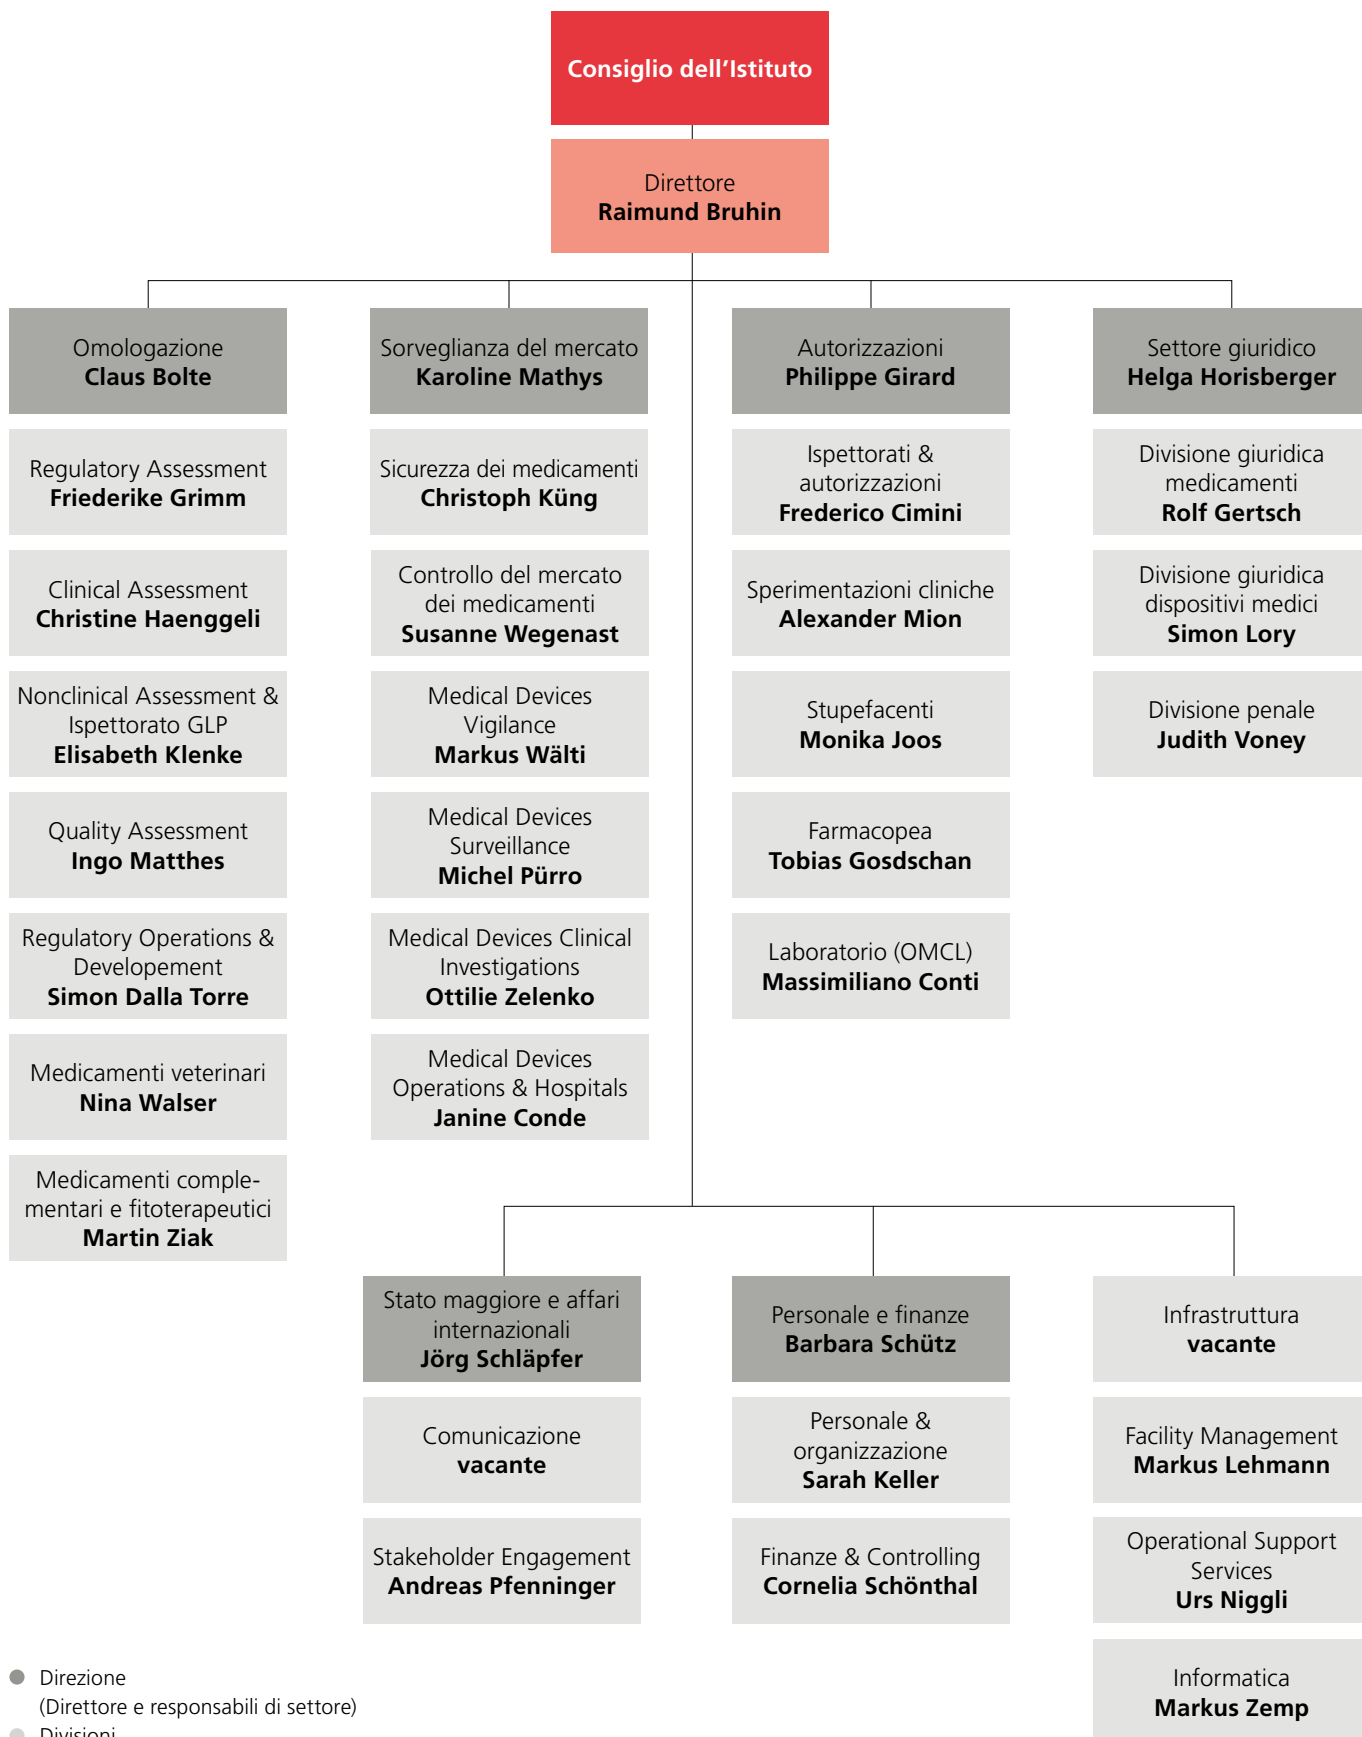 Consiglio dell’Istituto
Direttore
Raimund Bruhin
Omologazione
Claus Bolte
Regulatory Assessment
Friederike Grimm
Clinical Assessment
Christine Haenggeli
Nonclinical Assessment &
Ispettorato GLP
Elisabeth Klenke
Quality Assessment
Ingo Matthes
Regulatory Operations &
Developement
Simon Dalla Torre
Medicamenti veterinari
Nina Walser
Medicamenti comple-
mentari e fitoterapeutici
Martin Ziak
Sorveglianza del mercato
Karoline Mathys
Sicurezza dei medicamenti
Christoph Küng
Controllo del mercato
dei medicamenti
Susanne Wegenast
Medical Devices
Vigilance
Markus Wälti
Medical Devices
Surveillance
Michel Pürro
Medical Devices Clinical
Investigations
Ottilie Zelenko
Medical Devices
Operations & Hospitals
Janine Conde
Autorizzazioni
Philippe Girard
Ispettorati &
autorizzazioni
Frederico Cimini
Sperimentazioni cliniche
Alexander Mion
Stupefacenti
Monika Joos
Farmacopea
Tobias Gosdschan
Laboratorio (OMCL)
Massimiliano Conti
Settore giuridico
Helga Horisberger
Divisione giuridica
medicamenti
Rolf Gertsch
Divisione giuridica
dispositivi medici
Simon Lory
Divisione penale
Judith Voney
Stato maggiore e affari
internazionali
Jörg Schläpfer
Comunicazione
vacante
Stakeholder Engagement
Andreas Pfenninger
Personale e finanze
Barbara Schütz
Personale &
organizzazione
Sarah Keller
Finanze & Controlling
Cornelia Schönthal
Infrastruttura
vacante
Facility Management
Markus Lehmann
Operational Support
Services
Urs Niggli
Informatica
Markus Zemp
Direzione
(Direttore e responsabili di settore)
Divisioni